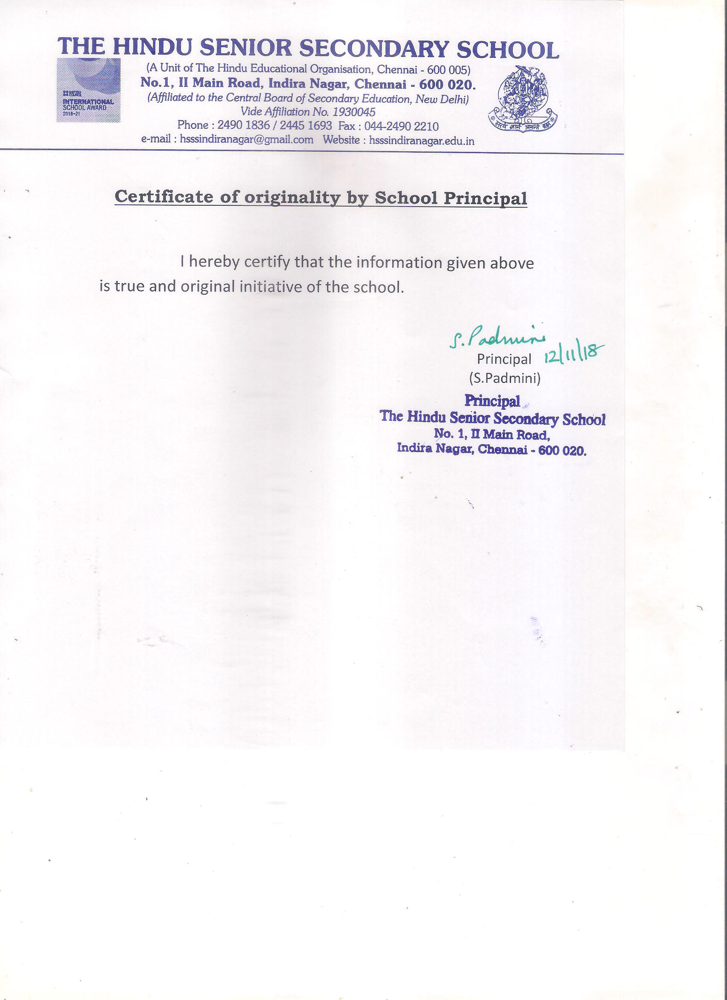 THE HINDU SENIOR SECONDARY SCHOOL
(A Unit of The Hindu Educational Organisation, Chennai - 600 005)
No.1, II Main Road, Indira Nagar, Chennai - 600 020.
(Affiliated to the Central Board of Secondary Education, New Delhi)
Vide Affiliation No. 1930045
Phone : 2490 1836 / 2445 1693 Fax : 044-2490 2210
e-mail : hsssindiranagar@gmail.com Website : hsssindiranagar.edu.in
INTERNATIONAL
SCHOOL AWARD
2018-21
सत्यं ज्ञानं अनन्तं ब्रह्म
Certificate of originality by School Principal
I hereby certify that the information given above
is true and original initiative of the school.
S. Padmini
Principal 12/11/18
(S.Padmini)
Principal
The Hindu Senior Secondary School
No. 1, II Main Road,
Indira Nagar, Chennai - 600 020.